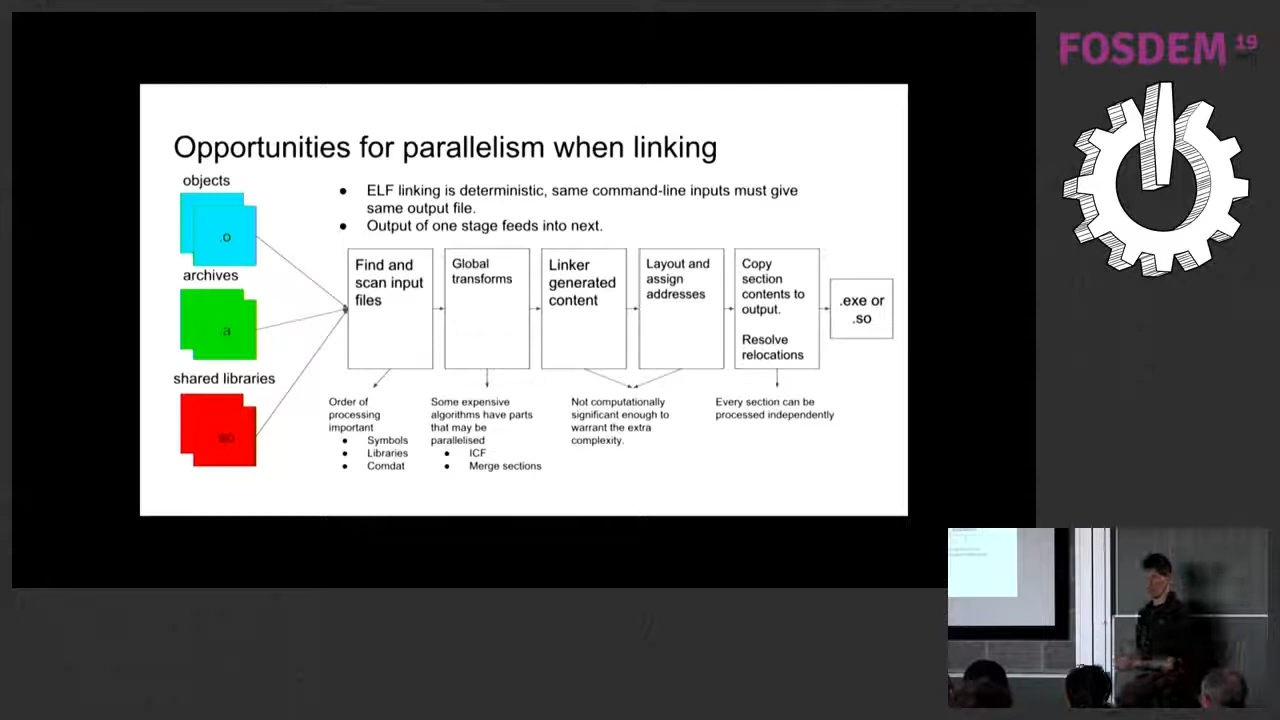 FOSDEM 19
Opportunities for parallelism when linking
objects
.o
archives
a
shared libraries
so
● ELF linking is deterministic, same command-line inputs must give
same output file.
● Output of one stage feeds into next.
Find and
scan input
files
Global
transforms
Linker
generated
content
Layout and
assign
addresses
Copy
section
contents to
output.
Resolve
relocations
.exe or
.so
Order of
processing
important
● Symbols
● Libraries
● Comdat
Some expensive
algorithms have parts
that may be
parallelised
● ICF
● Merge sections
Not computationally
significant enough to
warrant the extra
complexity.
Every section can be
processed independently